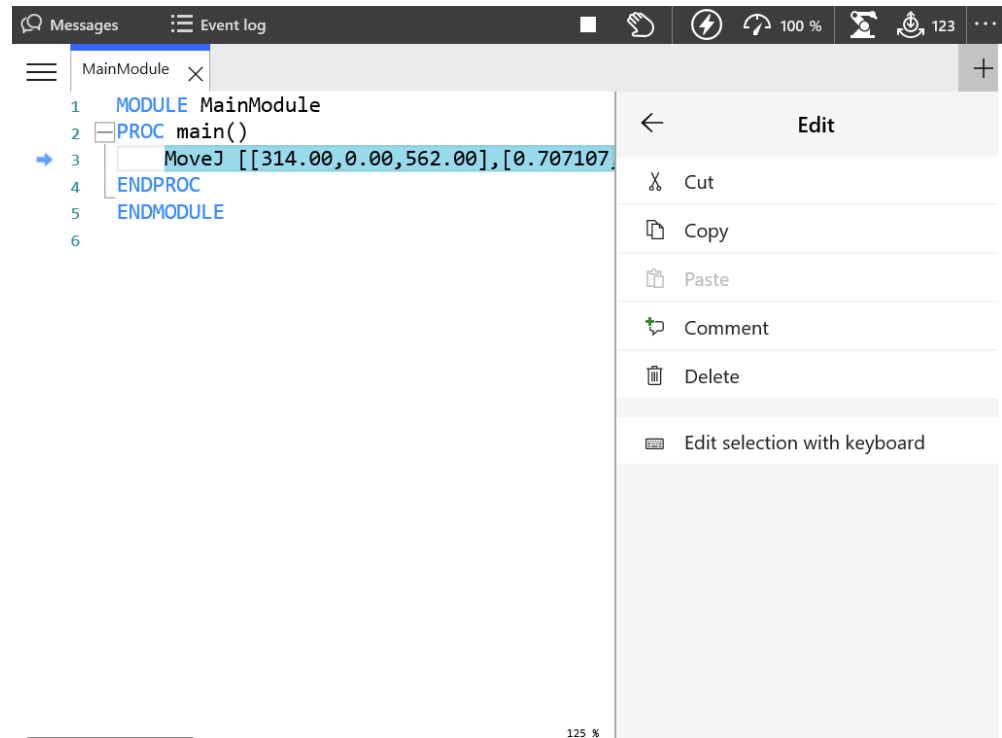 Messages Event log 100 % 123
MainModule
1 MODULE MainModule
2 PROC main()
3 MoveJ [[314.00,0.00,562.00],[0.707107,
4 ENDPROC
5 ENDMODULE
6
Edit
Cut
Copy
Paste
Comment
Delete
Edit selection with keyboard
125 %